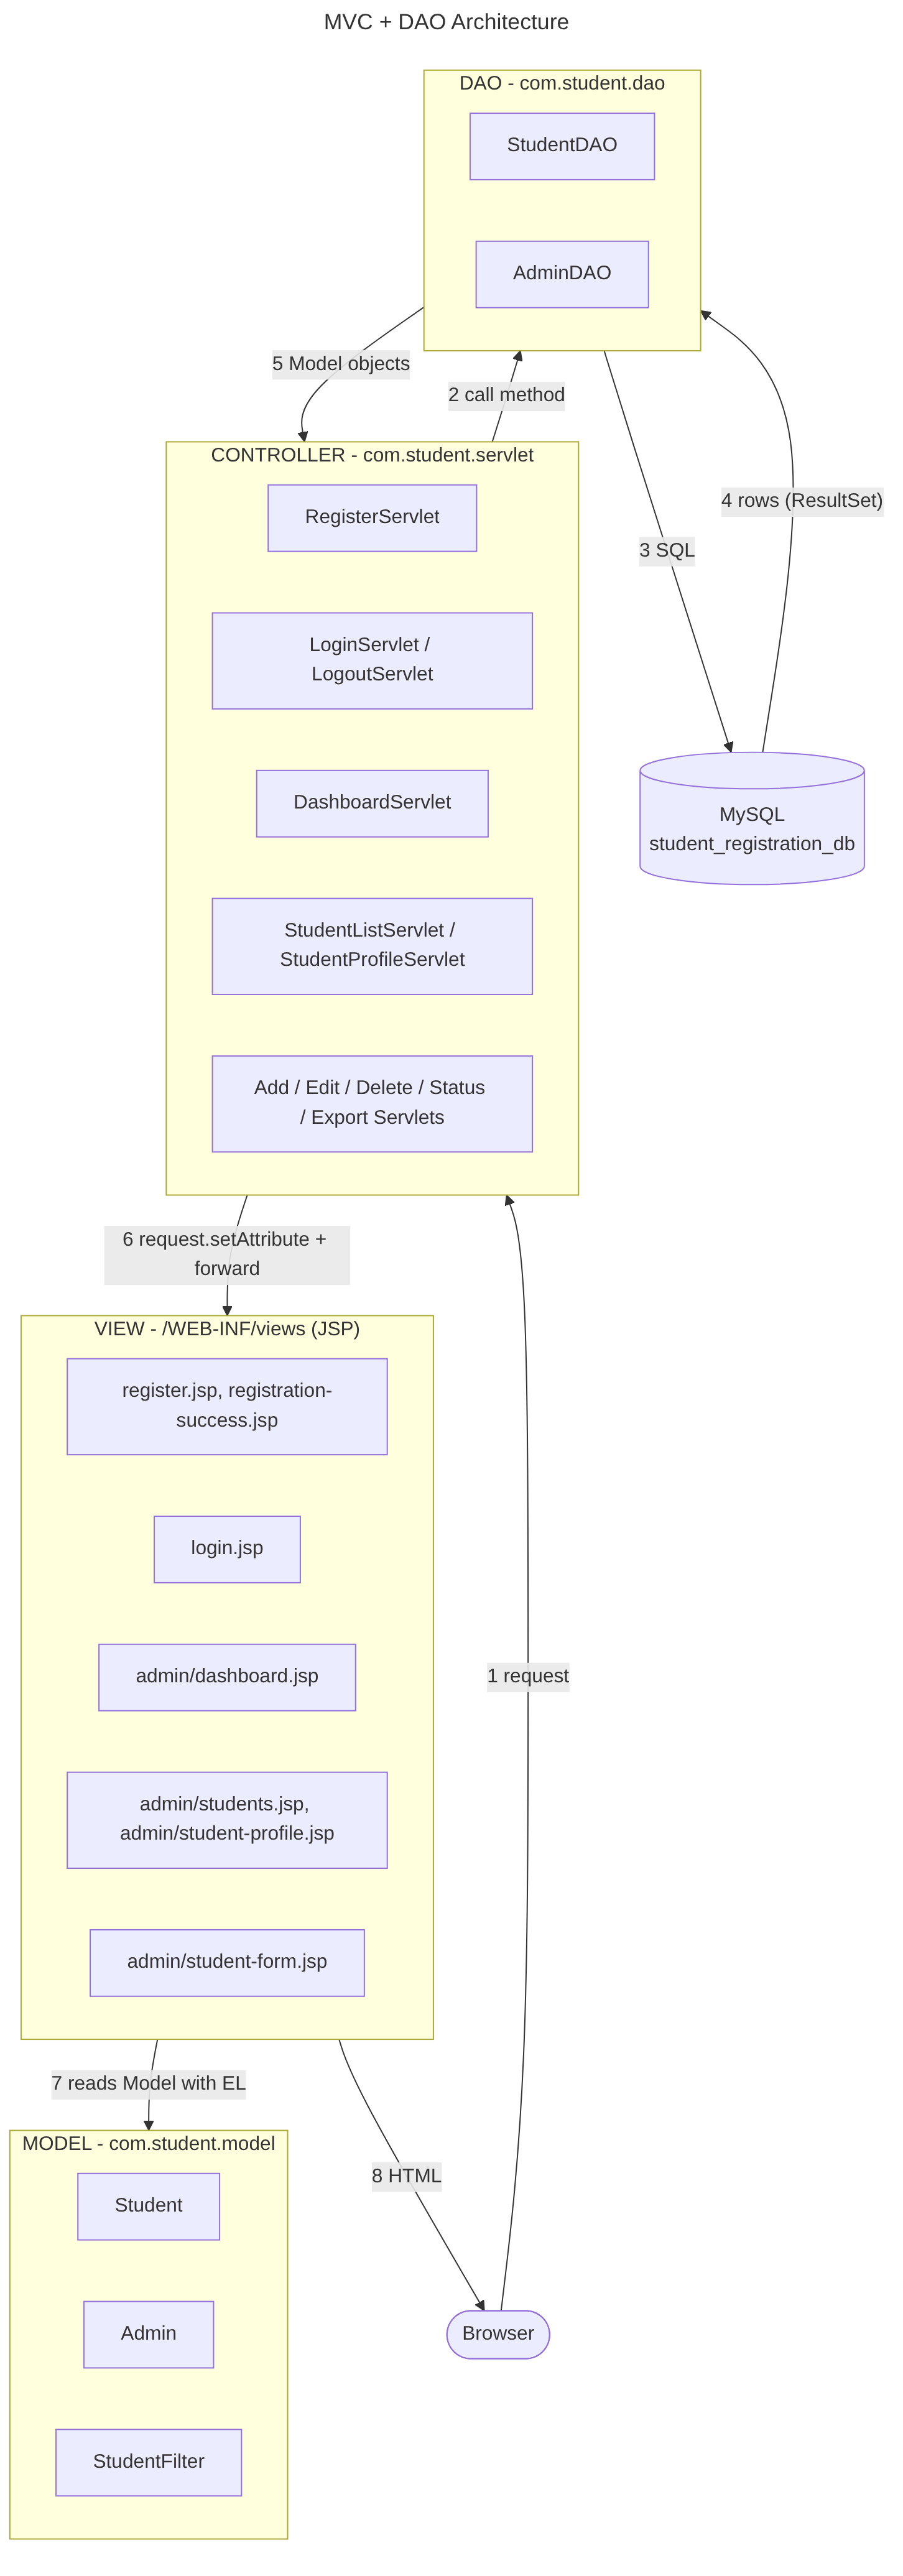 MVC + DAO Architecture
DAO - com.student.dao
StudentDAO
AdminDAO
5 Model objects
2 call method
CONTROLLER - com.student.servlet
RegisterServlet
4 rows (ResultSet)
3 SQL
LoginServlet /
LogoutServlet
DashboardServlet
MySQL
student_registration_db
StudentListServlet /
StudentProfileServlet
Add / Edit / Delete / Status
/ Export Servlets
6 request.setAttribute +
forward
VIEW - /WEB-INF/views (JSP)
register.jsp, registration-
success.jsp
login.jsp
admin/dashboard.jsp
1 request
admin/students.jsp,
admin/student-profile.jsp
admin/student-form.jsp
7 reads Model with EL
MODEL - com.student.model
8 HTML
Student
Admin
Browser
StudentFilter